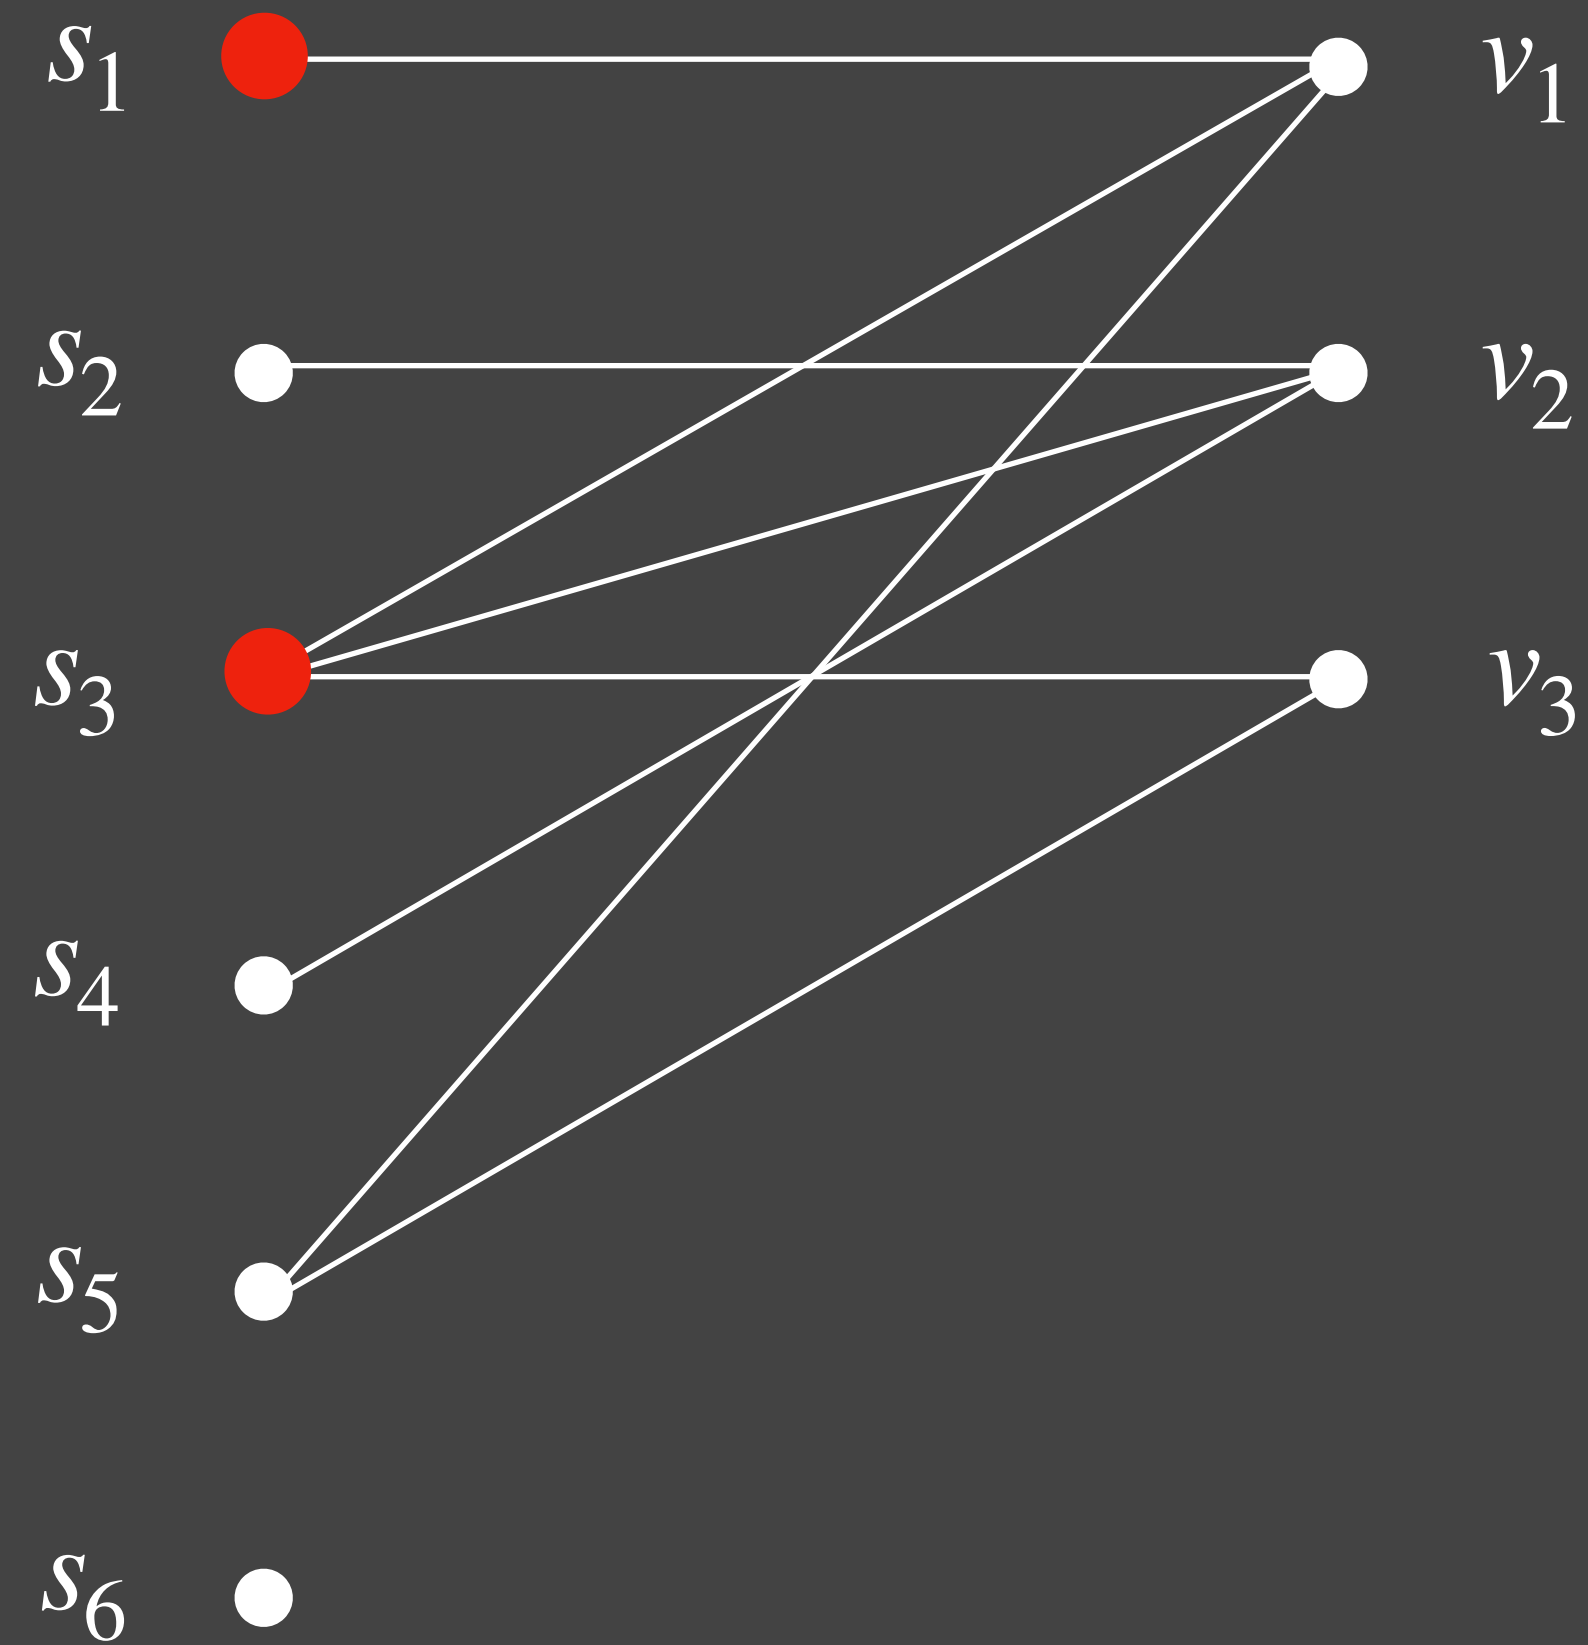 s₁ v₁
s₂ v₂
s₃ v₃
s₄
s₅
s₆